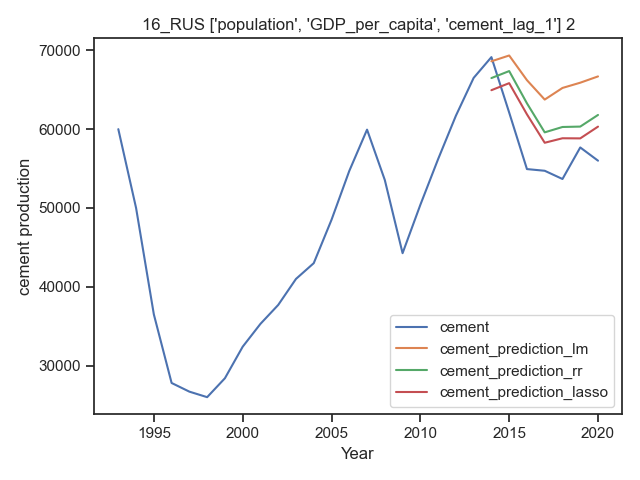 16_RUS ['population', 'GDP_per_capita', 'cement_lag_1'] 2
70000
60000
50000
40000
30000
cement production
cement
cement_prediction_lm
cement_prediction_rr
cement_prediction_lasso
1995
2000
2005
2010
2015
2020
Year